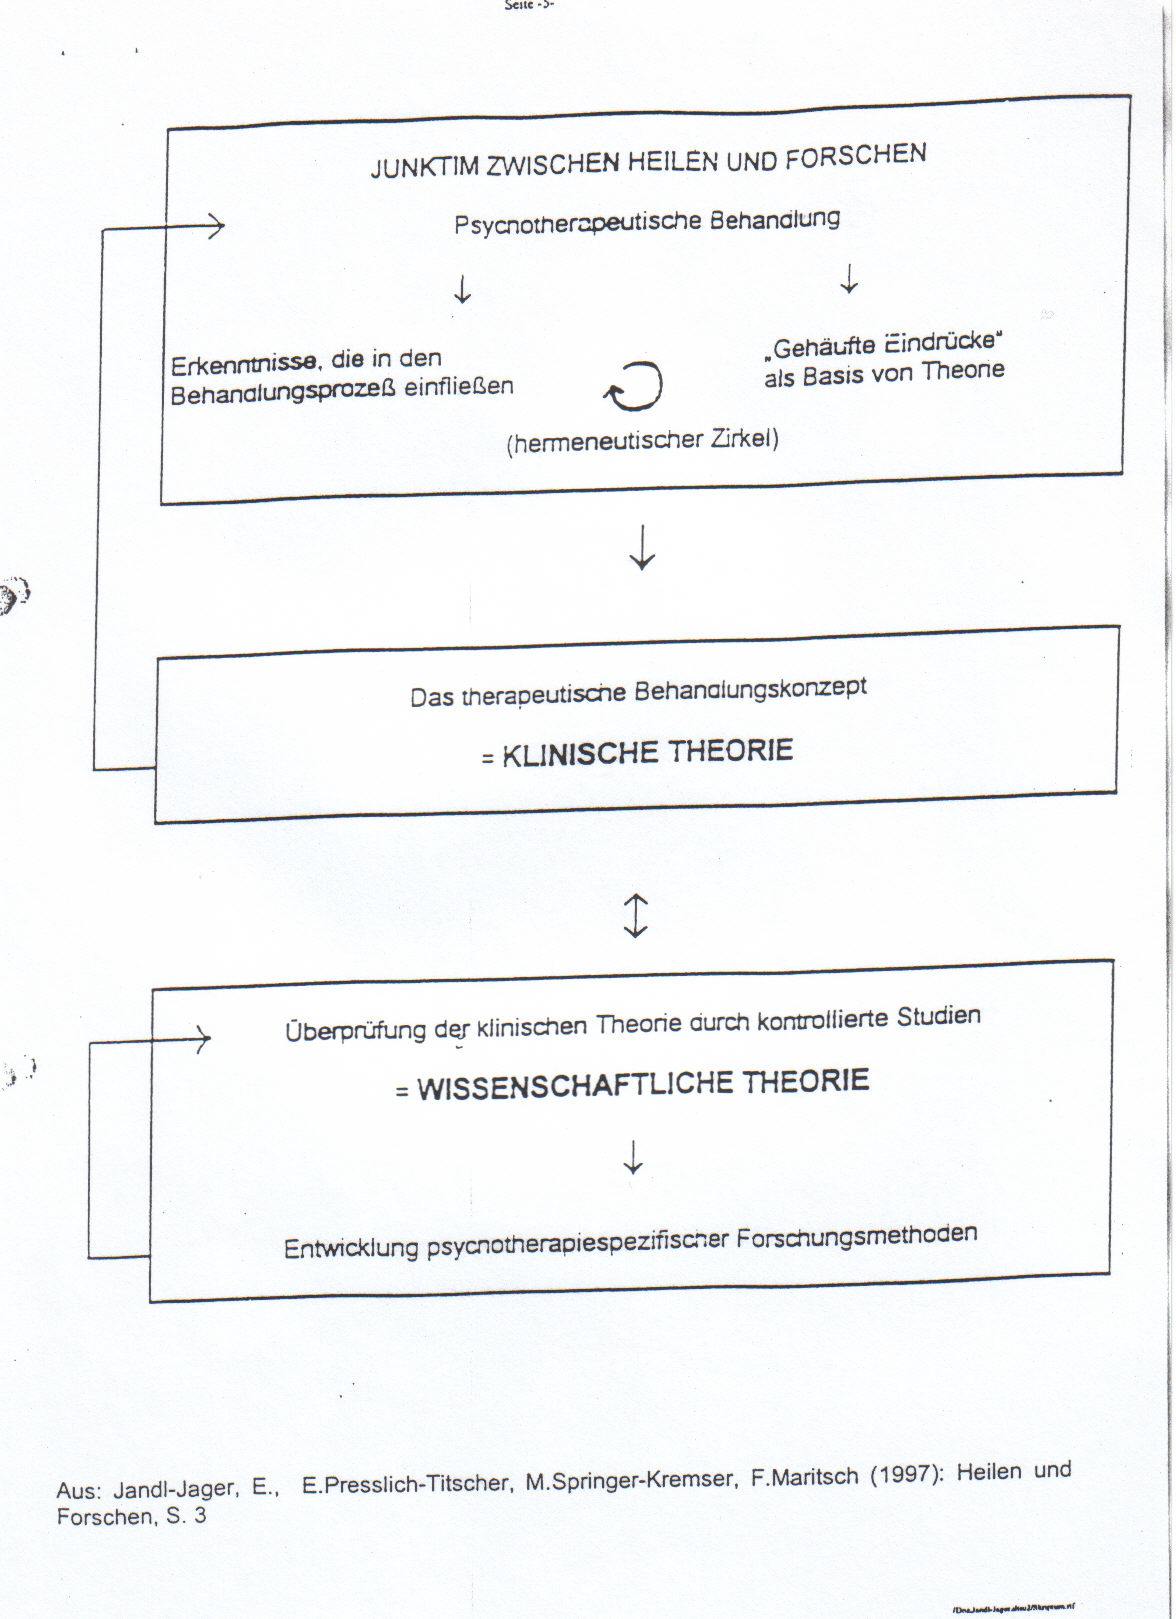 Seite -3-
JUNKTIM ZWISCHEN HEILEN UND FORSCHEN
Psychotherapeutische Behandlung
Erkenntnisse, die in den
Behandlungsprozeß einfließen
„Gehäufte Eindrücke“
als Basis von Theorie
(hermeneutischer Zirkel)
Das therapeutische Behandlungskonzept
= KLINISCHE THEORIE
Überprüfung der klinischen Theorie durch kontrollierte Studien
= WISSENSCHAFTLICHE THEORIE
Entwicklung psychotherapiespezifischer Forschungsmethoden
Aus: Jandl-Jager, E., E.Presslich-Titscher, M.Springer-Kremser, F.Maritsch (1997): Heilen und
Forschen, S. 3